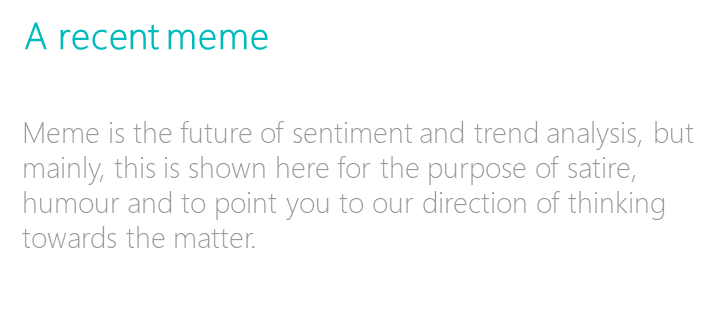 A recent meme
Meme is the future of sentiment and trend analysis, but
mainly, this is shown here for the purpose of satire,
humour and to point you to our direction of thinking
towards the matter.